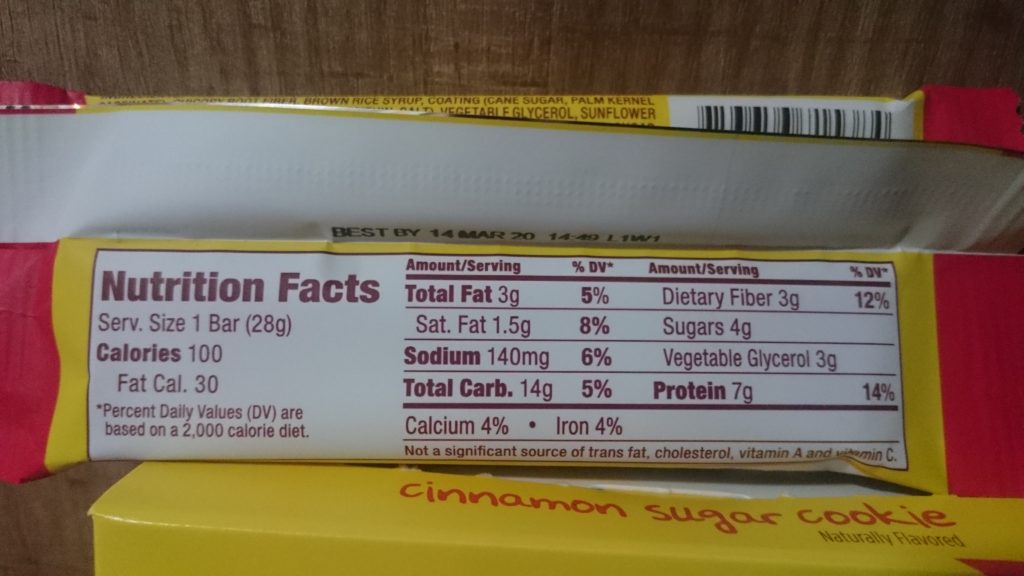 BROWN RICE SYRUP, COATING (CANE SUGAR, PALM KERNEL
VEGETABLE GLYCEROL, SUNFLOWER
BEST BY 14 MAR 20 14:49 L1W1
Nutrition Facts
Serv. Size 1 Bar (28g)
Calories 100
Fat Cal. 30
*Percent Daily Values (DV) are
based on a 2,000 calorie diet.
Amount/Serving % DV* Amount/Serving % DV*
Total Fat 3g 5% Dietary Fiber 3g 12%
Sat. Fat 1.5g 8% Sugars 4g
Sodium 140mg 6% Vegetable Glycerol 3g
Total Carb. 14g 5% Protein 7g 14%
Calcium 4% • Iron 4%
Not a significant source of trans fat, cholesterol, vitamin A and vitamin C.
cinnamon sugar cookie
Naturally Flavored